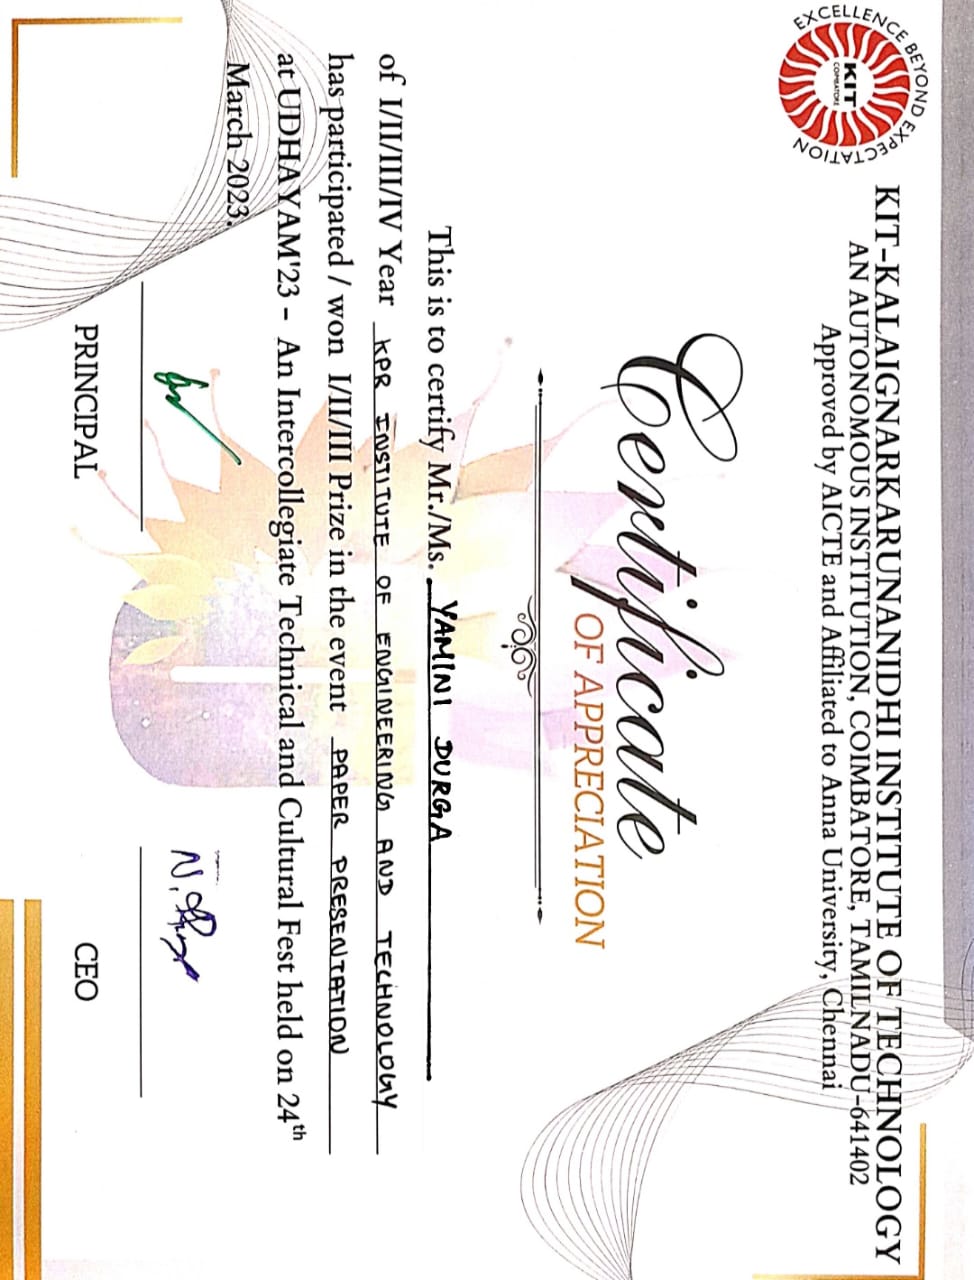 EXCELLENCE BEYOND EXPECTATION
KIT
COIMBATORE
KIT-KALAIGNARKARUNANIDHI INSTITUTE OF TECHNOLOGY
AN AUTONOMOUS INSTITUTION, COIMBATORE, TAMILNADU-641402
Approved by AICTE and Affiliated to Anna University, Chennai
Certificate
OF APPRECIATION
This is to certify Mr./Ms. YAMINI DURGA
of I/II/III/IV Year KPR INSTITUTE OF ENGINEERING AND TECHNOLOGY
has participated / won I/II/III Prize in the event PAPER PRESENTATION
at UDHAYAM'23 - An Intercollegiate Technical and Cultural Fest held on 24th
March 2023.
PRINCIPAL
CEO